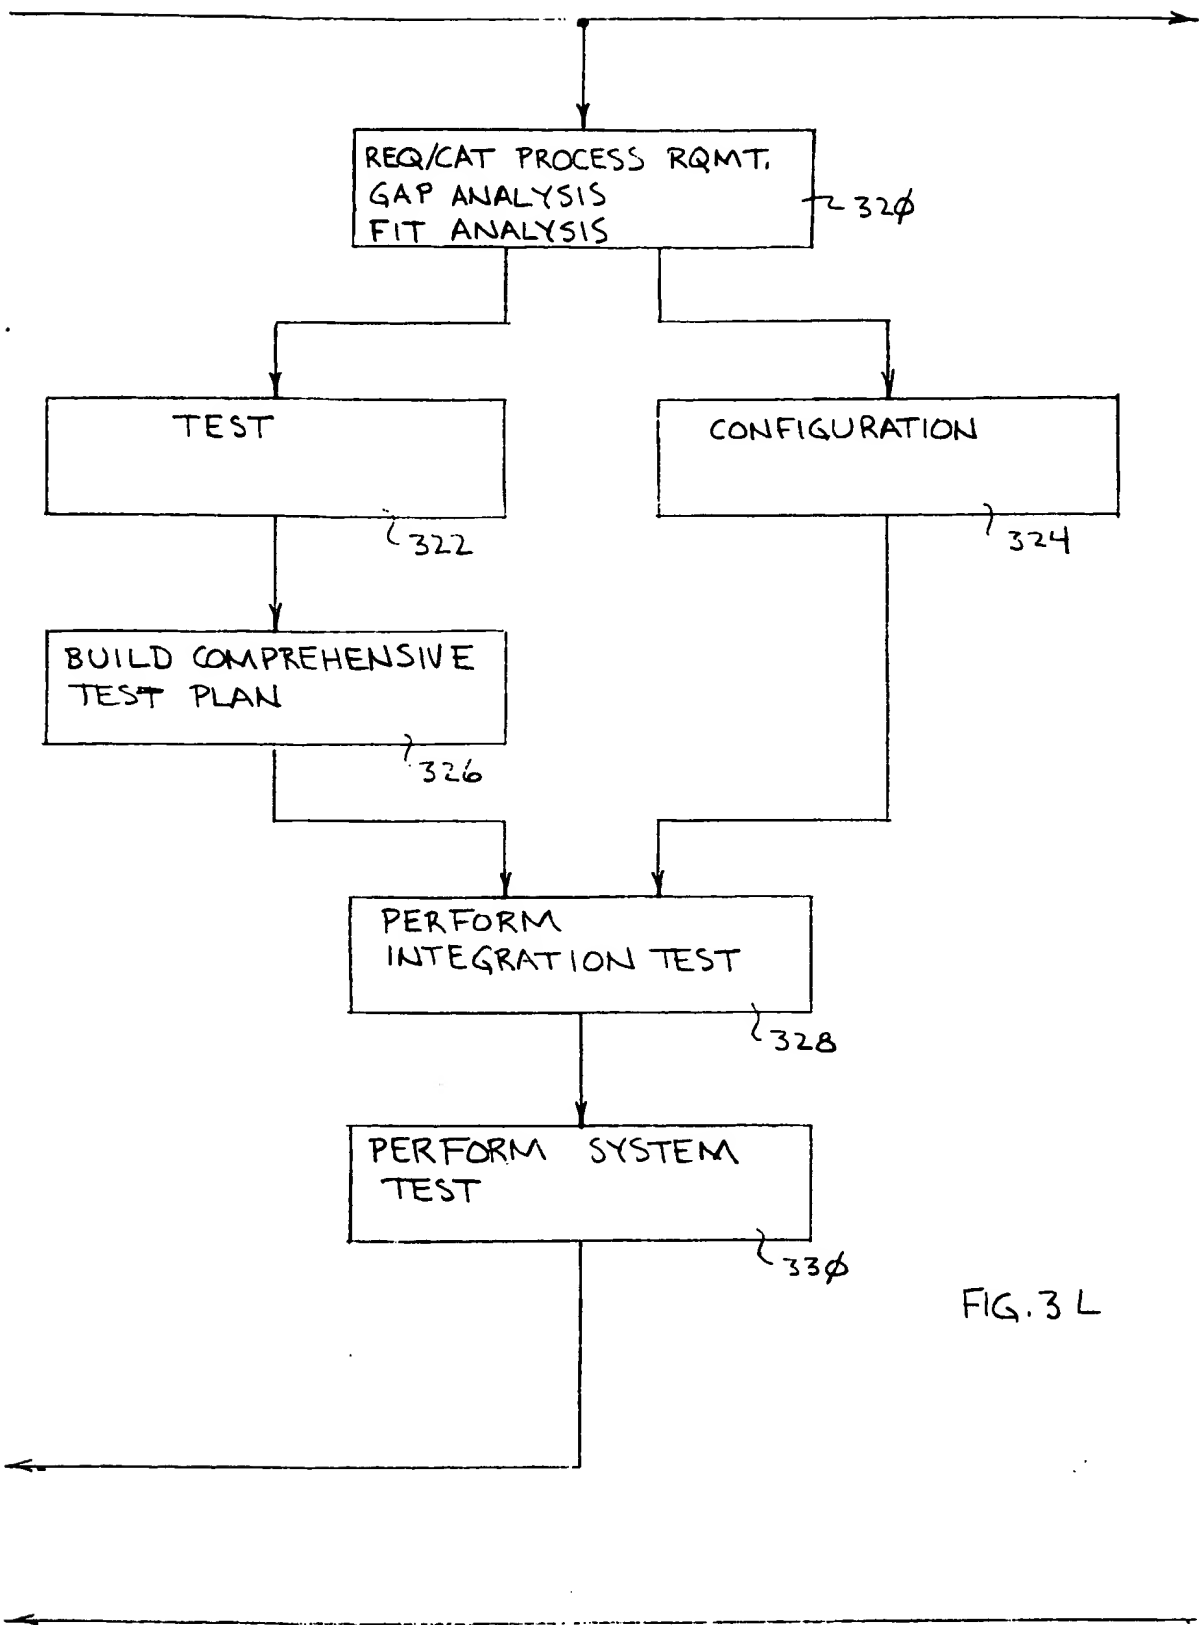 REQ/CAT PROCESS RQMT.
GAP ANALYSIS
FIT ANALYSIS
320
TEST
CONFIGURATION
322
324
BUILD COMPREHENSIVE
TEST PLAN
326
PERFORM
INTEGRATION TEST
328
PERFORM SYSTEM
TEST
330
FIG. 3 L